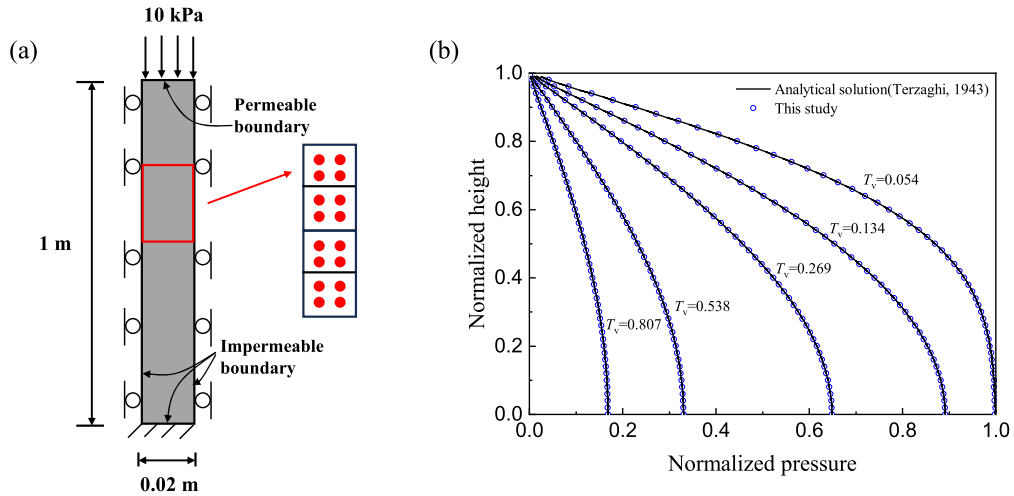 (a)
10 kPa
Permeable
boundary
1 m
Impermeable
boundary
0.02 m
(b)
Normalized height
1.0
0.8
0.6
0.4
0.2
0.0
Analytical solution(Terzaghi, 1943)
This study
Tv=0.054
Tv=0.134
Tv=0.269
Tv=0.538
Tv=0.807
0.0 0.2 0.4 0.6 0.8 1.0
Normalized pressure